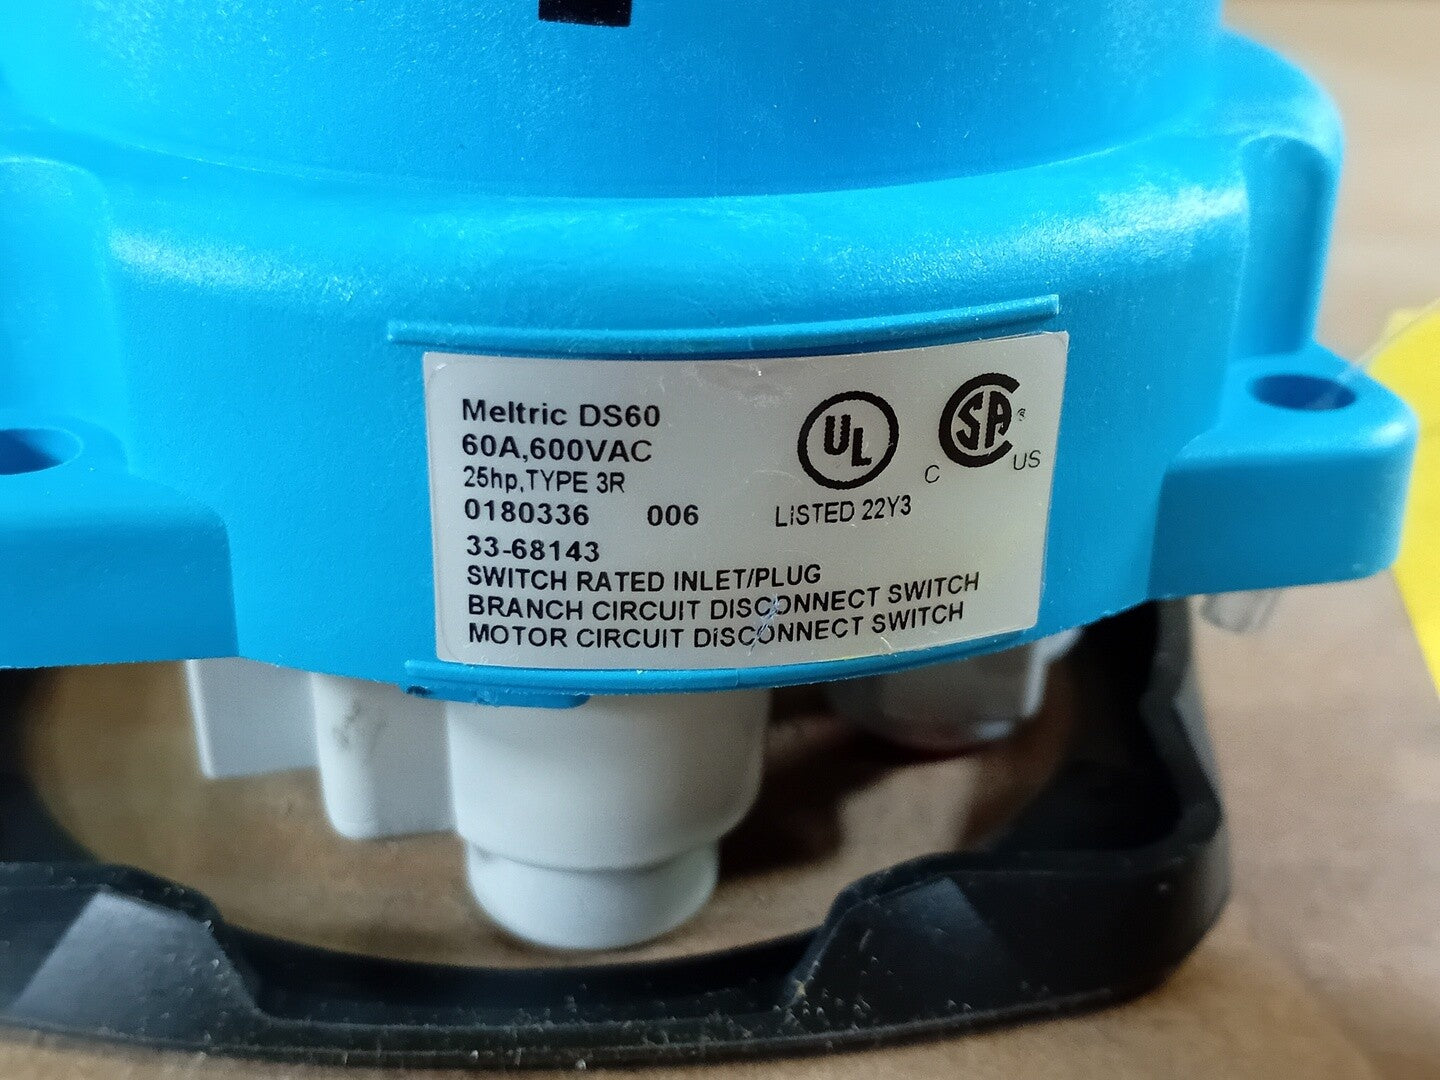 Meltric DS60
60A,600VAC
25hp,TYPE 3R
0180336 006
33-68143
SWITCH RATED INLET/PLUG
BRANCH CIRCUIT DISCONNECT SWITCH
MOTOR CIRCUIT DISCONNECT SWITCH
UL
LISTED 22Y3
C SA ® US